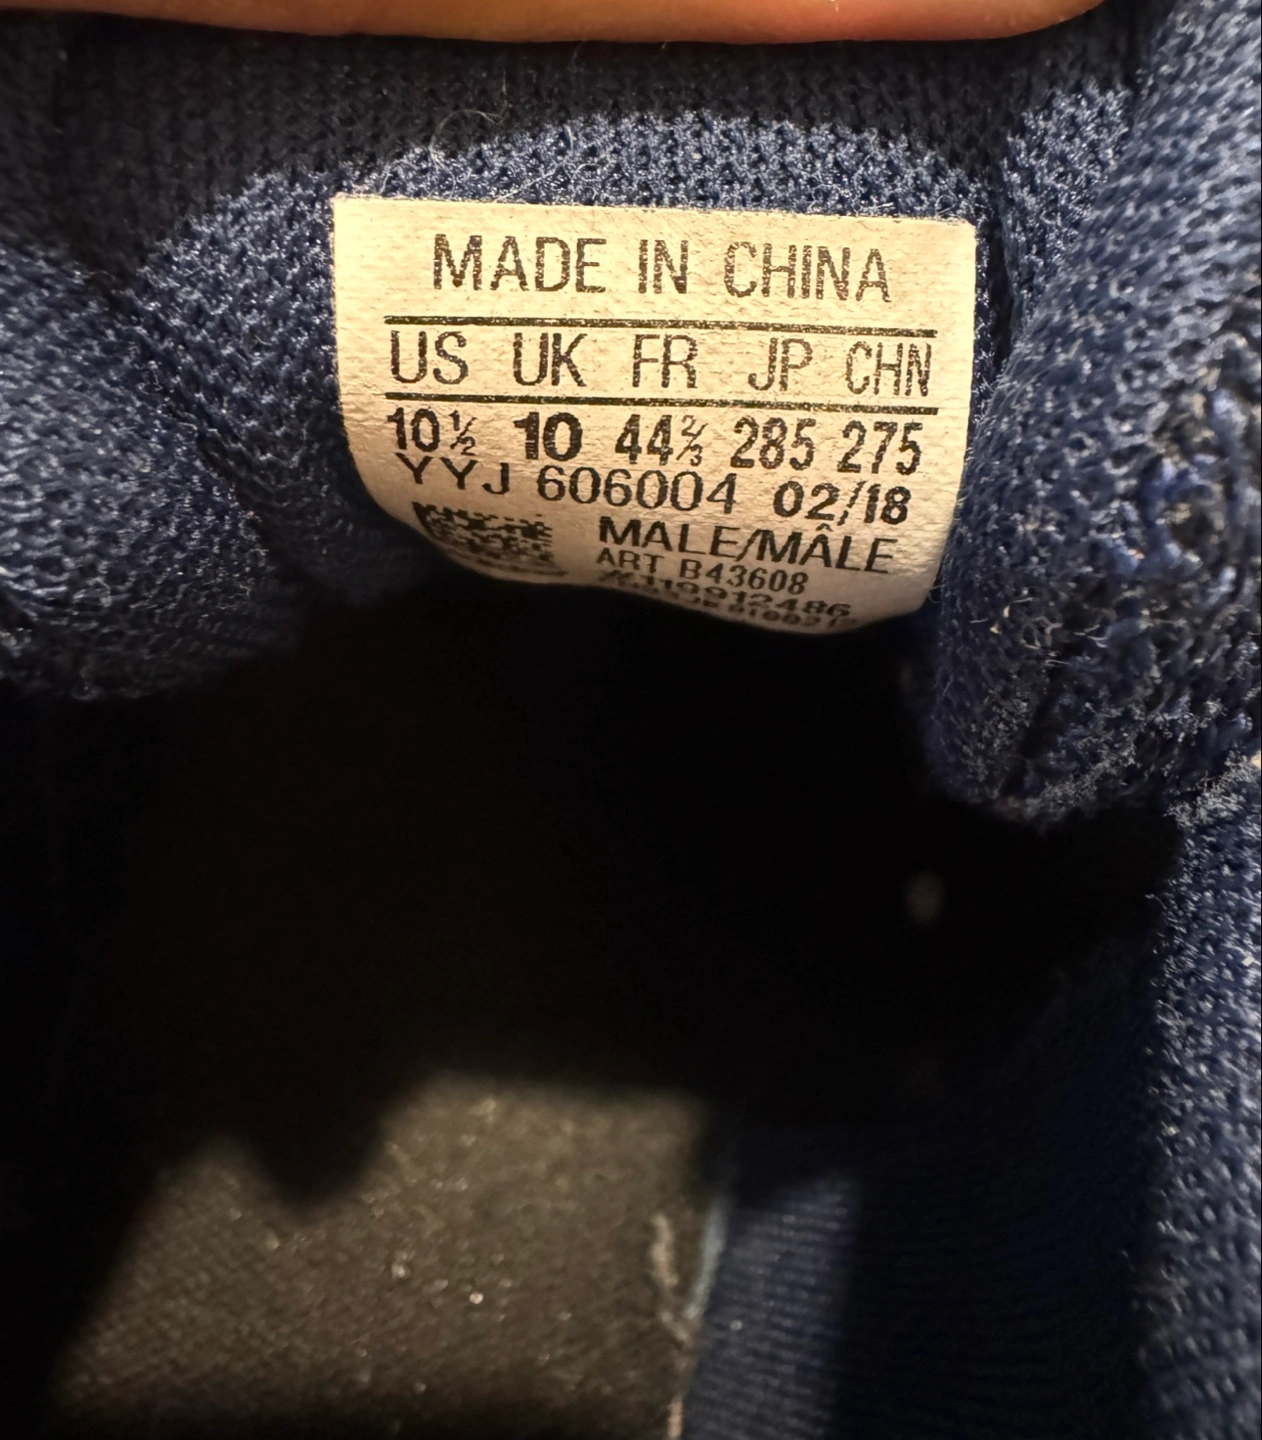 MADE IN CHINA
US UK FR JP CHN
10½ 10 44⅔ 285 275
YYJ 606004 02/18
MALE/MÂLE
ART B43608